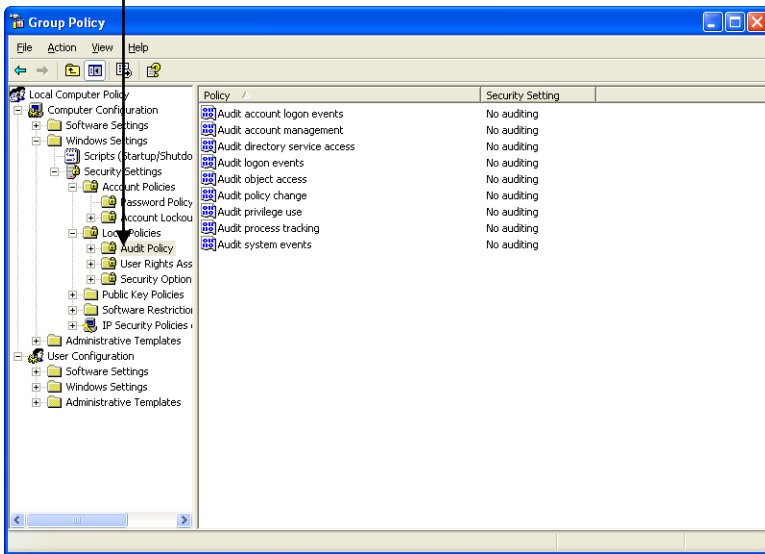 Group Policy
File Action View Help
Local Computer Policy
Computer Configuration
Software Settings
Windows Settings
Scripts (Startup/Shutdo
Security Settings
Account Policies
Password Policy
Account Lockou
Local Policies
Audit Policy
User Rights Ass
Security Option
Public Key Policies
Software Restriction
IP Security Policies
Administrative Templates
User Configuration
Software Settings
Windows Settings
Administrative Templates
Policy Security Setting
Audit account logon events No auditing
Audit account management No auditing
Audit directory service access No auditing
Audit logon events No auditing
Audit object access No auditing
Audit policy change No auditing
Audit privilege use No auditing
Audit process tracking No auditing
Audit system events No auditing